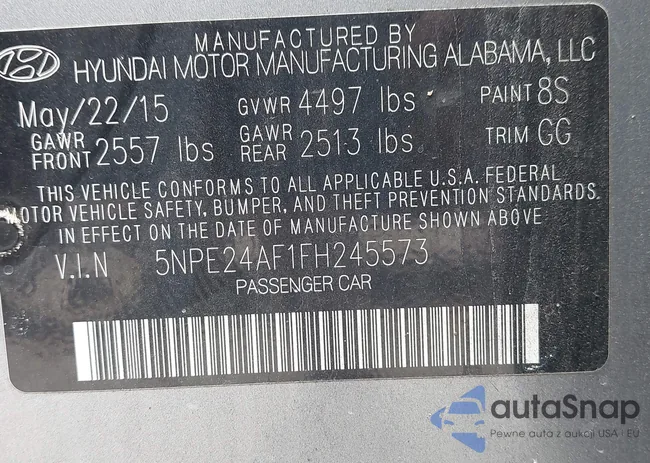 MANUFACTURED BY
HYUNDAI MOTOR MANUFACTURING ALABAMA, LLC
May/22/15 GVWR 4497 lbs PAINT 8S
GAWR FRONT 2557 lbs GAWR REAR 2513 lbs TRIM GG
THIS VEHICLE CONFORMS TO ALL APPLICABLE U.S.A. FEDERAL
MOTOR VEHICLE SAFETY, BUMPER, AND THEFT PREVENTION STANDARDS
IN EFFECT ON THE DATE OF MANUFACTURE SHOWN ABOVE
V.I.N 5NPE24AF1FH245573
PASSENGER CAR
autaSnap
Pewne auta z aukcji USA i EU